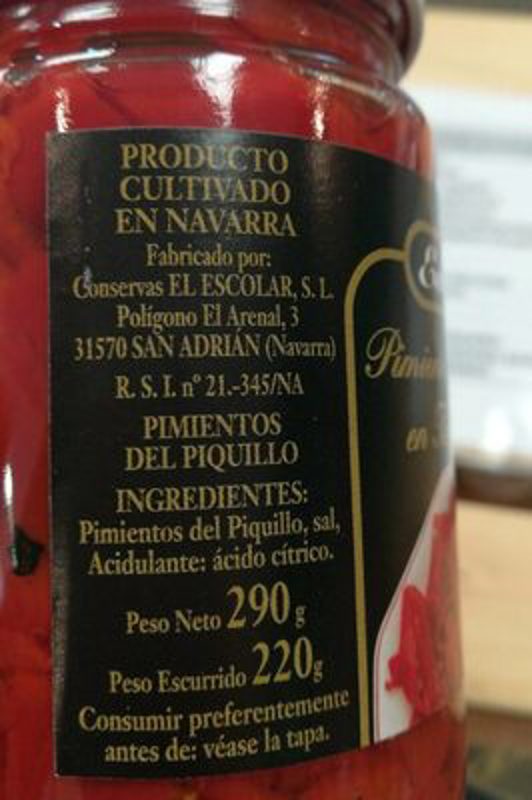 PRODUCTO
CULTIVADO
EN NAVARRA
Fabricado por:
Conservas EL ESCOLAR, S. L.
Polígono El Arenal, 3
31570 SAN ADRIÁN (Navarra)
R. S. I. nº 21.-345/NA
PIMIENTOS
DEL PIQUILLO
INGREDIENTES:
Pimientos del Piquillo, sal,
Acidulante: ácido cítrico.
Peso Neto 290 g
Peso Escurrido 220g
Consumir preferentemente
antes de: véase la tapa.
en